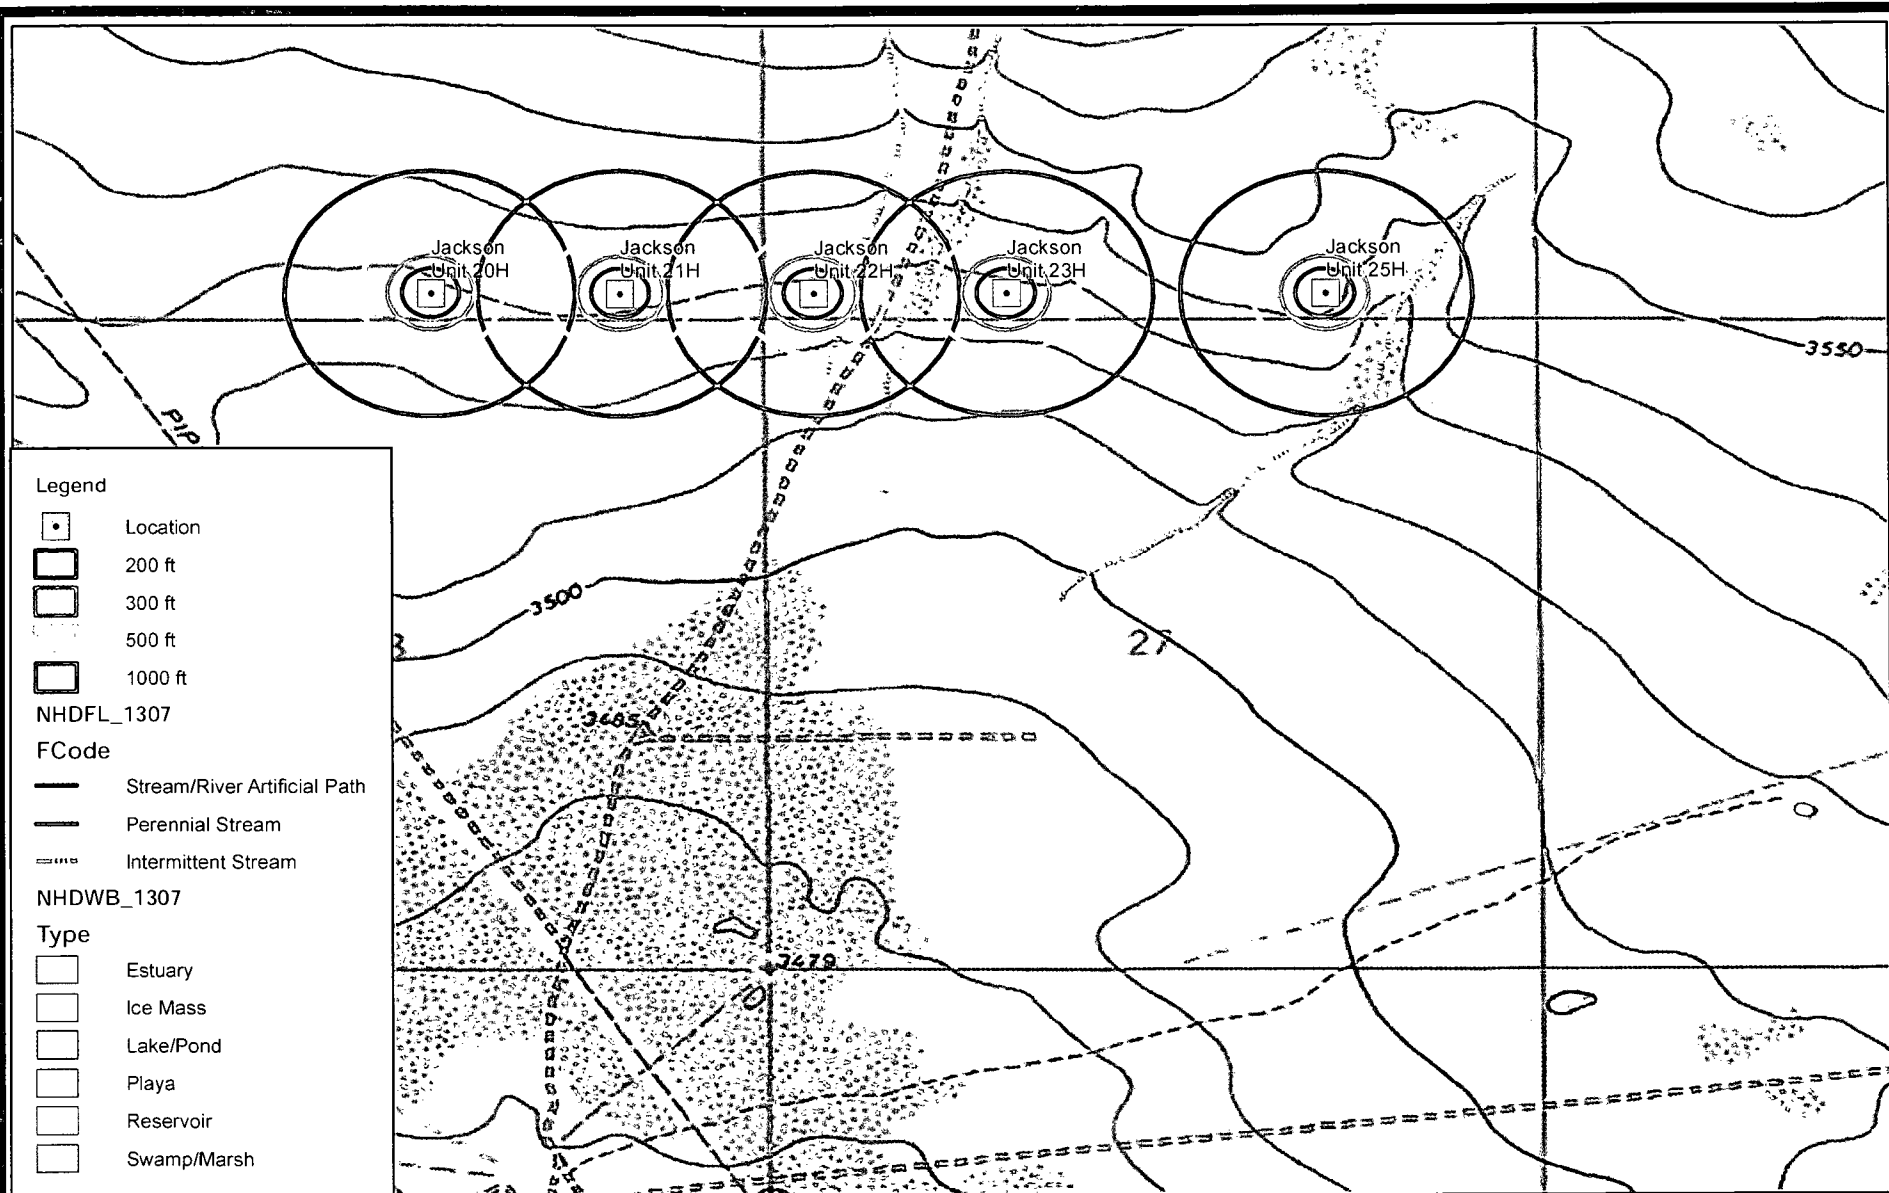 Jackson
Unit 20H
Jackson
Unit 21H
Jackson
Unit 22H
Jackson
Unit 23H
Jackson
Unit 25H
3550
PIP
3500
27
3485
3479
Legend
Location
200 ft
300 ft
500 ft
1000 ft
NHDFL_1307
FCode
Stream/River Artificial Path
Perennial Stream
Intermittent Stream
NHDWB_1307
Type
Estuary
Ice Mass
Lake/Pond
Playa
Reservoir
Swamp/Marsh